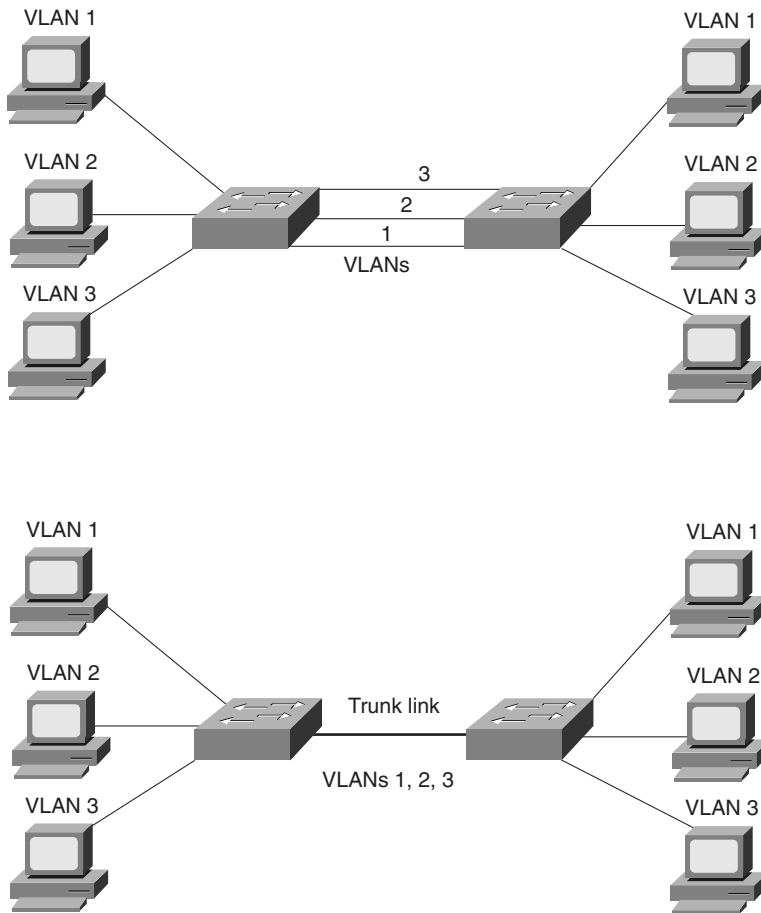 VLAN 1
VLAN 1
VLAN 2
3
VLAN 2
2
1
VLANs
VLAN 3
VLAN 3
VLAN 1
VLAN 1
VLAN 2
VLAN 2
Trunk link
VLANs 1, 2, 3
VLAN 3
VLAN 3